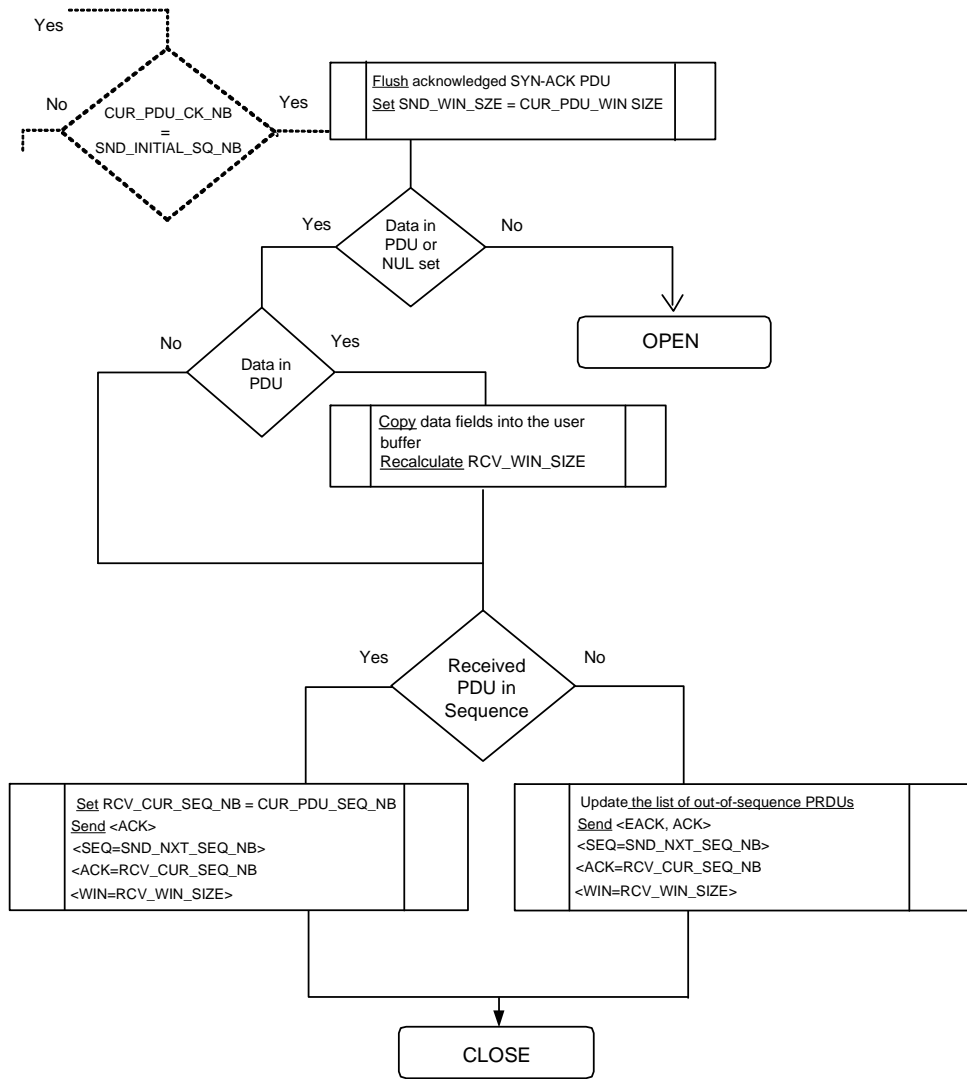 Yes
No
CUR_PDU_CK_NB
=
SND_INITIAL_SQ_NB
Yes
Flush acknowledged SYN-ACK PDU
Set SND_WIN_SZE = CUR_PDU_WIN SIZE
Yes
Data in
PDU or
NUL set
No
OPEN
No
Data in
PDU
Yes
Copy data fields into the user
buffer
Recalculate RCV_WIN_SIZE
Yes
Received
PDU in
Sequence
No
Set RCV_CUR_SEQ_NB = CUR_PDU_SEQ_NB
Send <ACK>
<SEQ=SND_NXT_SEQ_NB>
<ACK=RCV_CUR_SEQ_NB
<WIN=RCV_WIN_SIZE>
Update the list of out-of-sequence PRDUs
Send <EACK, ACK>
<SEQ=SND_NXT_SEQ_NB>
<ACK=RCV_CUR_SEQ_NB
<WIN=RCV_WIN_SIZE>
CLOSE